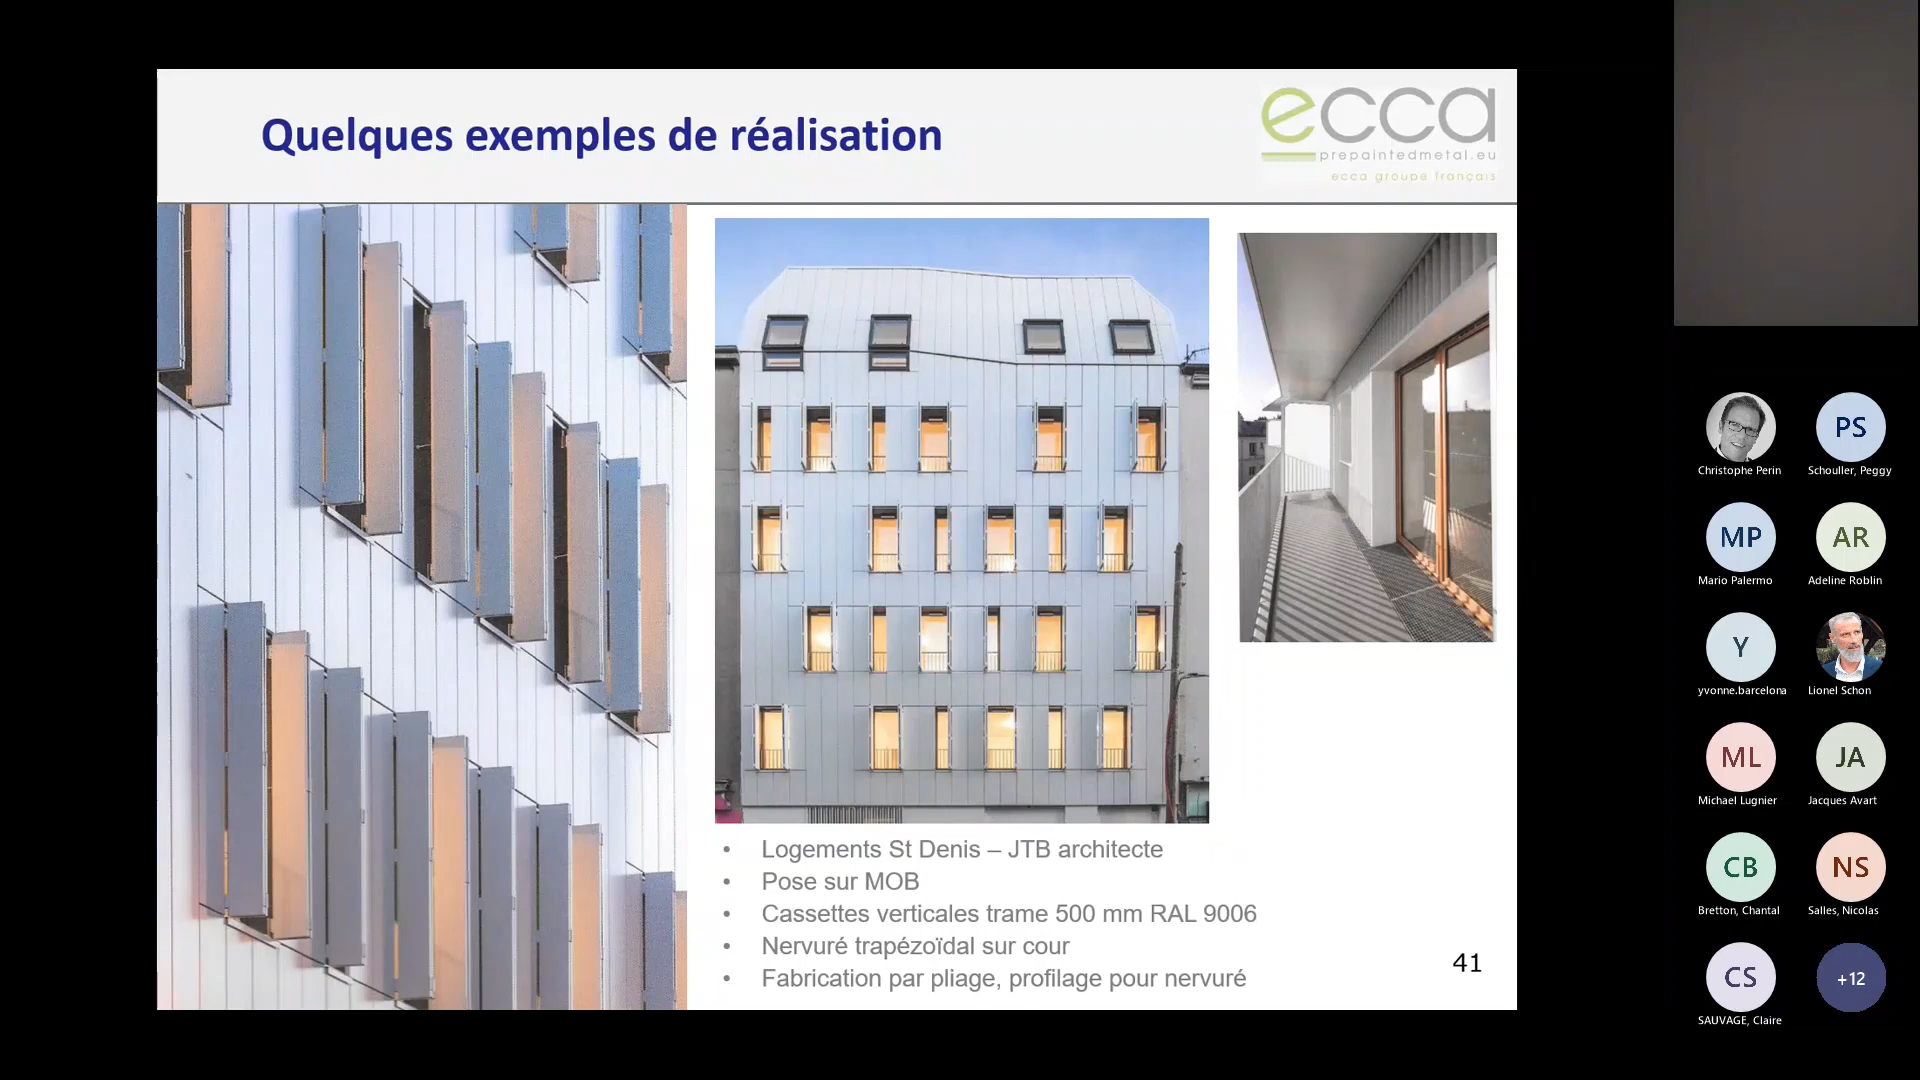 Quelques exemples de réalisation
ecca
prepaintedmetal.eu
ecca groupe français
• Logements St Denis – JTB architecte
• Pose sur MOB
• Cassettes verticales trame 500 mm RAL 9006
• Nervuré trapézoïdal sur cour
• Fabrication par pliage, profilage pour nervuré
41
Christophe Perin
PS
Schouller, Peggy
MP
Mario Palermo
AR
Adeline Roblin
Y
yvonne.barcelona
Lionel Schon
ML
Michael Lugnier
JA
Jacques Avart
CB
Bretton, Chantal
NS
Salles, Nicolas
CS
SAUVAGE, Claire
+12